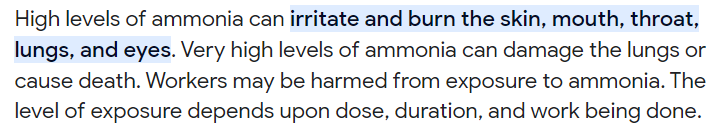 High levels of ammonia can irritate and burn the skin, mouth, throat,
lungs, and eyes. Very high levels of ammonia can damage the lungs or
cause death. Workers may be harmed from exposure to ammonia. The
level of exposure depends upon dose, duration, and work being done.